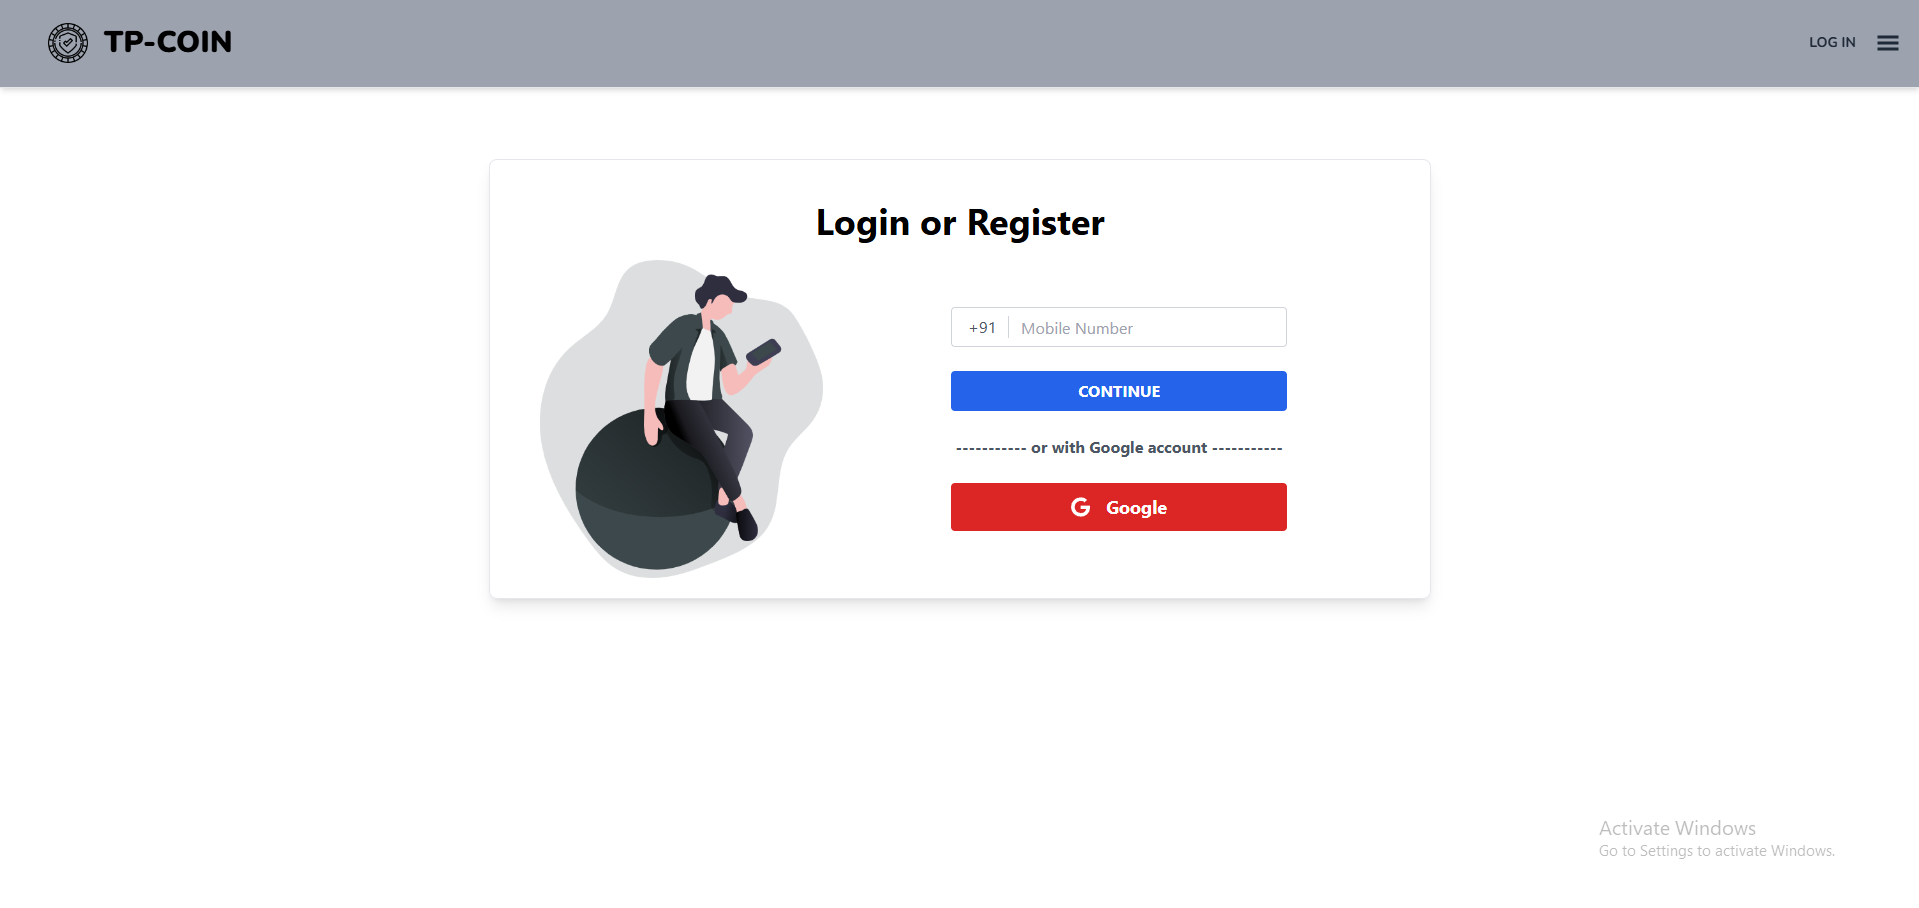 TP-COIN
LOG IN
Login or Register
+91 Mobile Number
CONTINUE
----------- or with Google account -----------
Google
Activate Windows
Go to Settings to activate Windows.